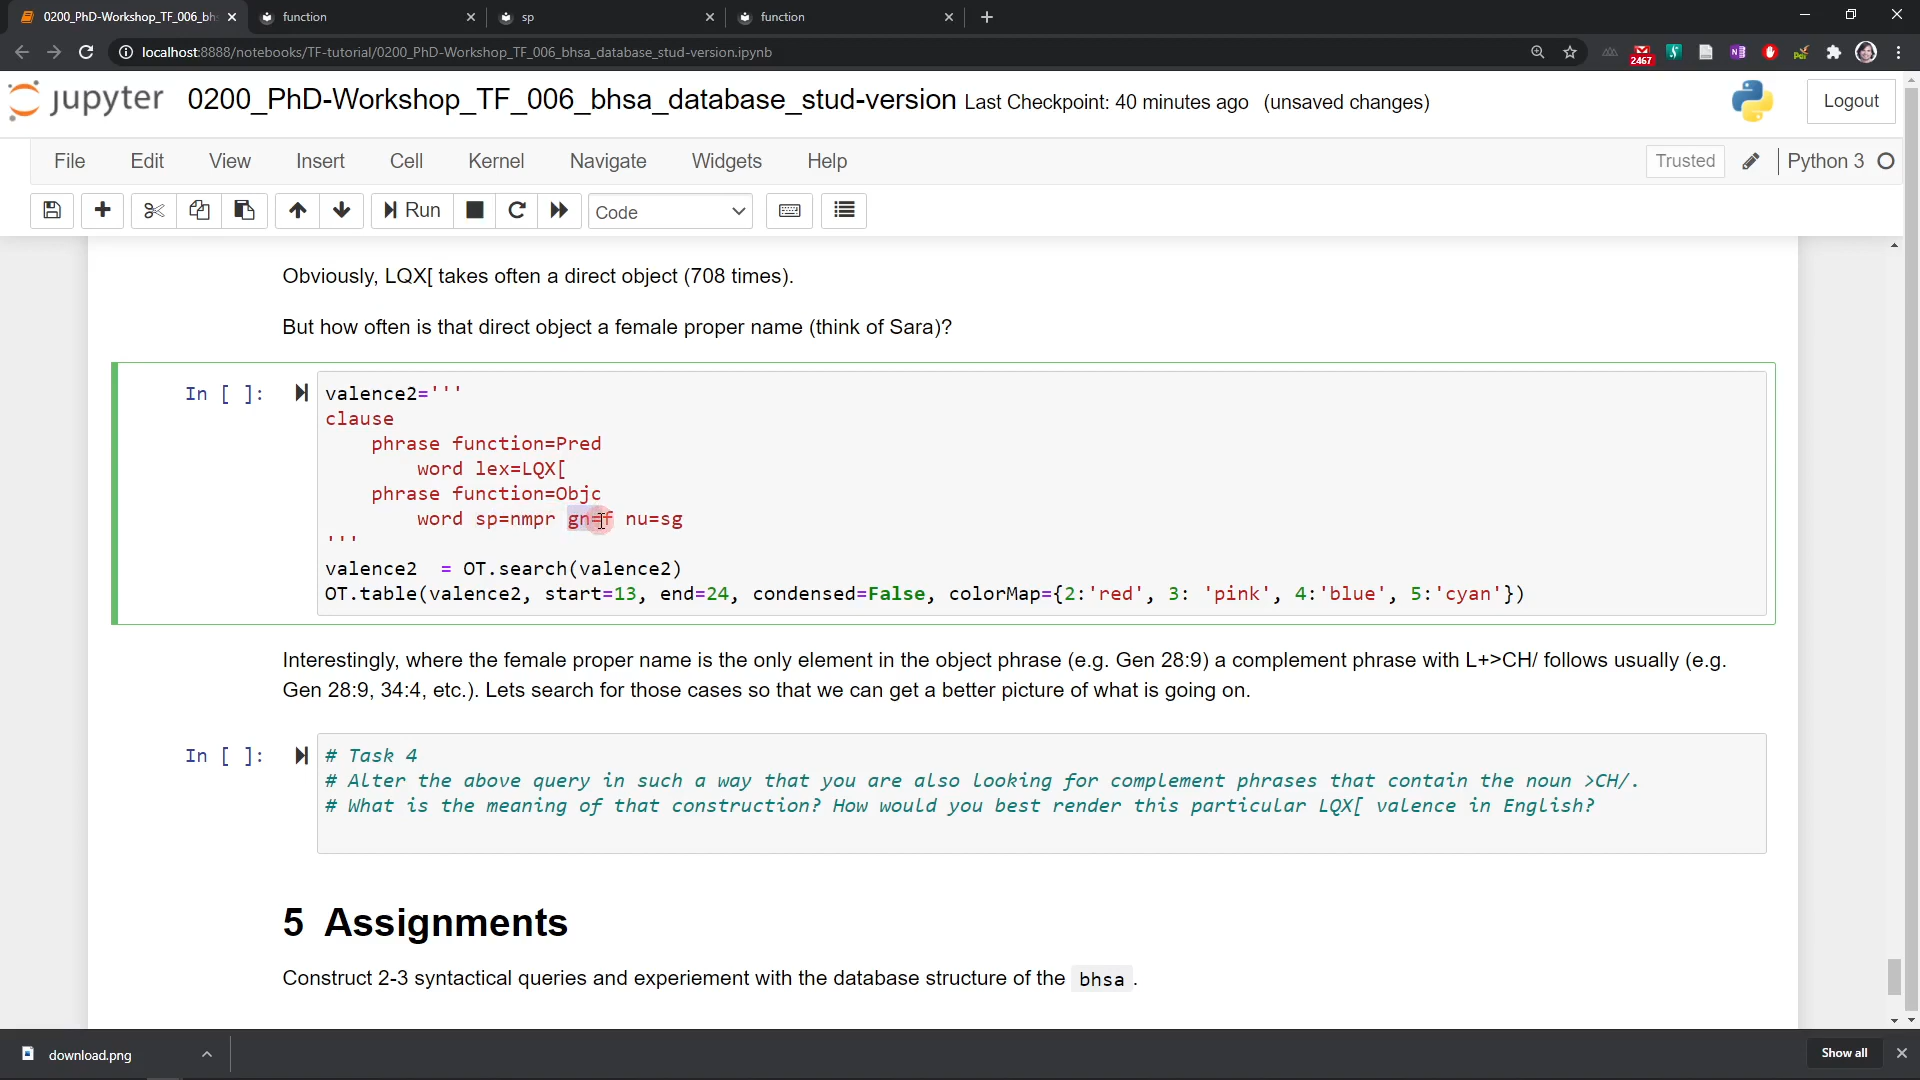 0200_PhD-Workshop_TF_006_bhs
function
sp
function
localhost:8888/notebooks/TF-tutorial/0200_PhD-Workshop_TF_006_bhsa_database_stud-version.ipynb
2467
jupyter 0200_PhD-Workshop_TF_006_bhsa_database_stud-version Last Checkpoint: 40 minutes ago (unsaved changes)
Logout
File Edit View Insert Cell Kernel Navigate Widgets Help
Trusted
Python 3
Run
Code
Obviously, LQX[ takes often a direct object (708 times).
But how often is that direct object a female proper name (think of Sara)?
In [ ]:
valence2='''
clause
    phrase function=Pred
        word lex=LQX[
    phrase function=Objc
        word sp=nmpr gn=f nu=sg
'''
valence2  = OT.search(valence2)
OT.table(valence2, start=13, end=24, condensed=False, colorMap={2:'red', 3: 'pink', 4:'blue', 5:'cyan'})
Interestingly, where the female proper name is the only element in the object phrase (e.g. Gen 28:9) a complement phrase with L+>CH/ follows usually (e.g.
Gen 28:9, 34:4, etc.). Lets search for those cases so that we can get a better picture of what is going on.
In [ ]:
# Task 4
# Alter the above query in such a way that you are also looking for complement phrases that contain the noun >CH/.
# What is the meaning of that construction? How would you best render this particular LQX[ valence in English?
5 Assignments
Construct 2-3 syntactical queries and experiement with the database structure of the bhsa .
download.png
Show all